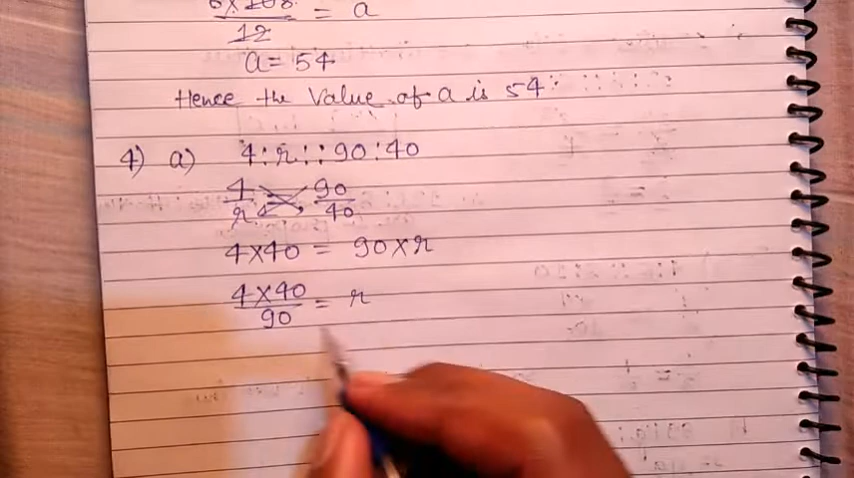 12 = a
a = 54
Hence the value of a is 54
4) a) 4:r::90:40
4/r = 90/40
4×40 = 90×r
4×40/90 = r